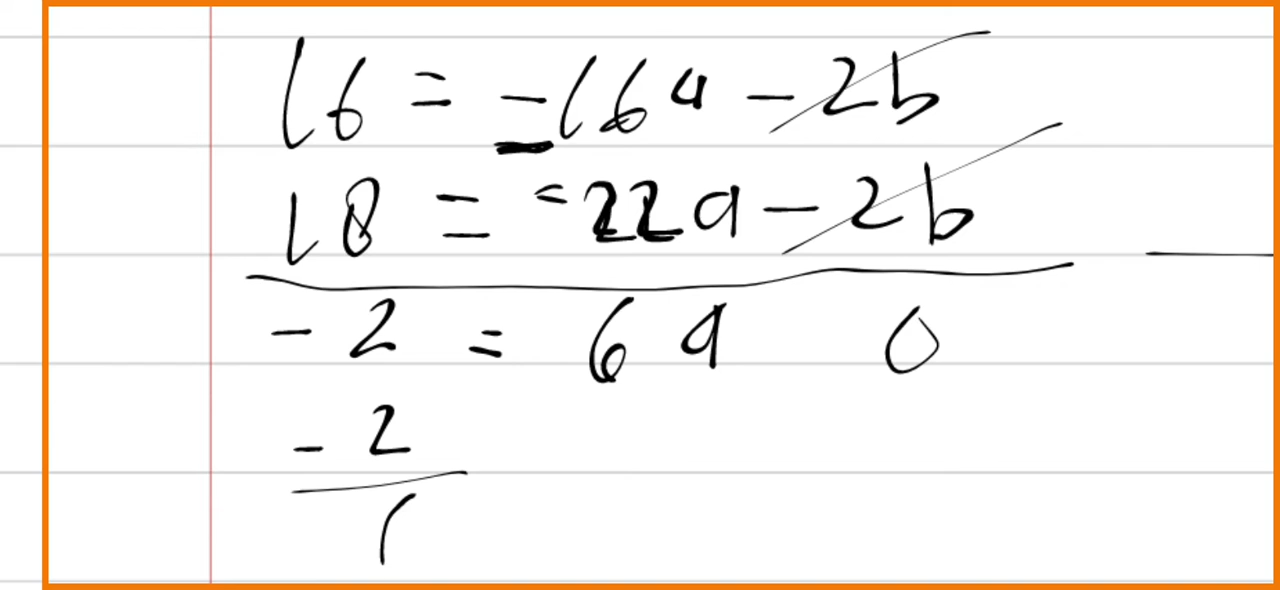 16 = -16a - 2b
18 = -22a - 2b
-2 = 6a 0
-2